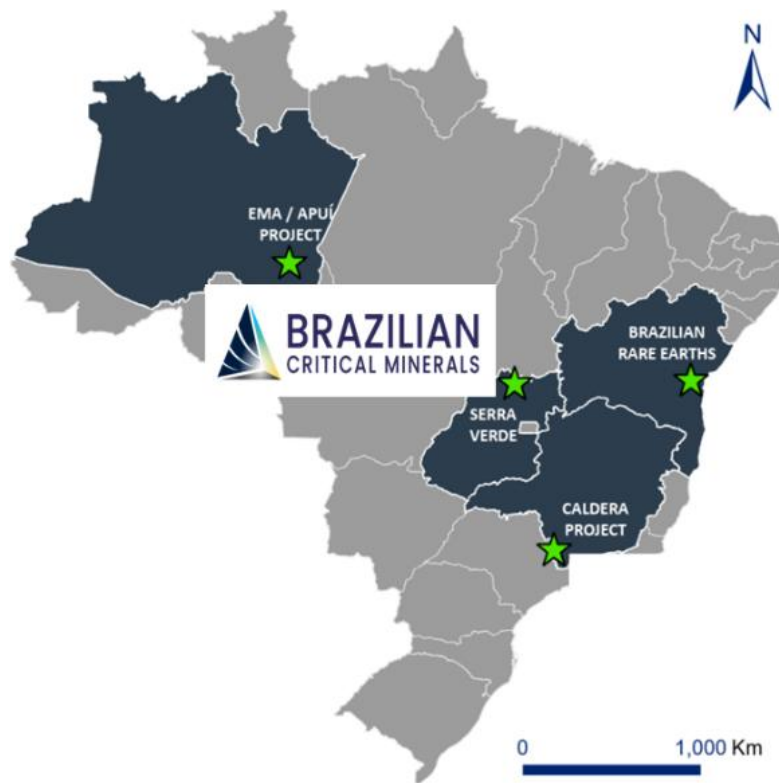 N
EMA / APUÍ
PROJECT
BRAZILIAN
CRITICAL MINERALS
BRAZILIAN
RARE EARTHS
SERRA
VERDE
CALDERA
PROJECT
0 1,000 Km